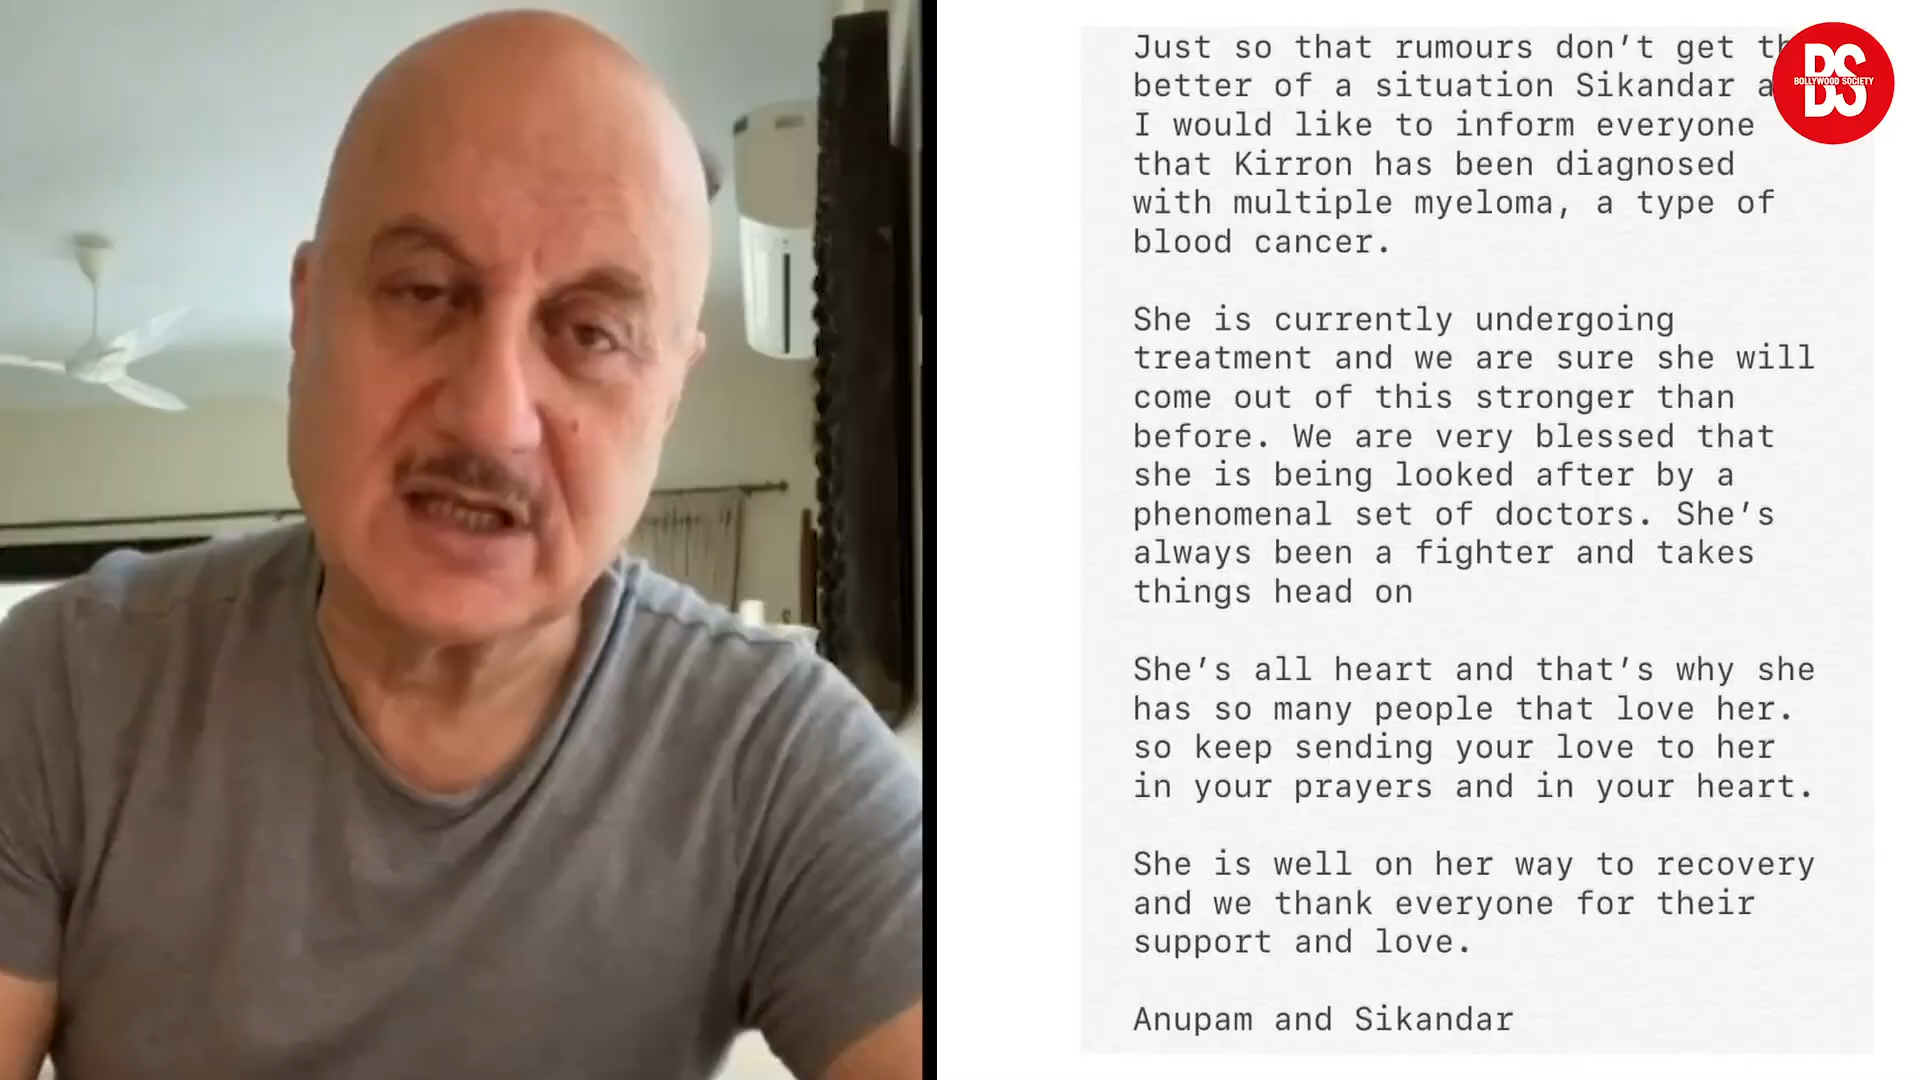 Just so that rumours don’t get
better of a situation Sikandar
I would like to inform everyone
that Kirron has been diagnosed
with multiple myeloma, a type of
blood cancer.
She is currently undergoing
treatment and we are sure she will
come out of this stronger than
before. We are very blessed that
she is being looked after by a
phenomenal set of doctors. She’s
always been a fighter and takes
things head on
She’s all heart and that’s why she
has so many people that love her.
so keep sending your love to her
in your prayers and in your heart.
She is well on her way to recovery
and we thank everyone for their
support and love.
Anupam and Sikandar
BS
BOLLYWOOD SOCIETY